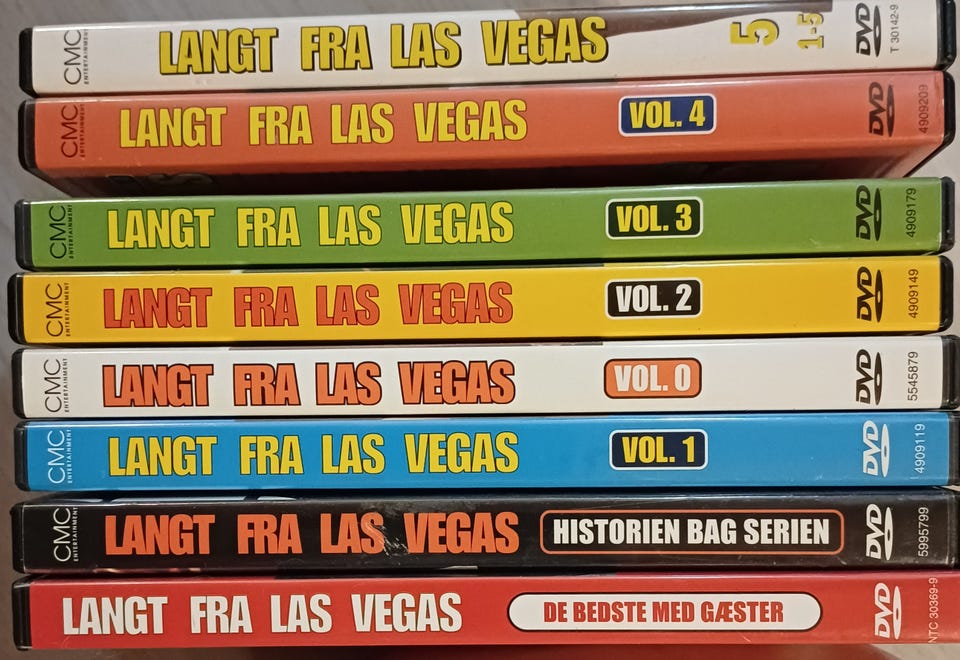 CMC ENTERTAINMENT LANGT FRA LAS VEGAS 5 1-5 DVD T 30142-9
CMC ENTERTAINMENT LANGT FRA LAS VEGAS VOL. 4 DVD 4909209
CMC ENTERTAINMENT LANGT FRA LAS VEGAS VOL. 3 DVD 4909179
CMC ENTERTAINMENT LANGT FRA LAS VEGAS VOL. 2 DVD 4909149
CMC ENTERTAINMENT LANGT FRA LAS VEGAS VOL. 0 DVD 5545879
CMC ENTERTAINMENT LANGT FRA LAS VEGAS VOL. 1 DVD 4909119
CMC ENTERTAINMENT LANGT FRA LAS VEGAS HISTORIEN BAG SERIEN DVD 5995799
LANGT FRA LAS VEGAS DE BEDSTE MED GÆSTER DVD NTC 30369-9